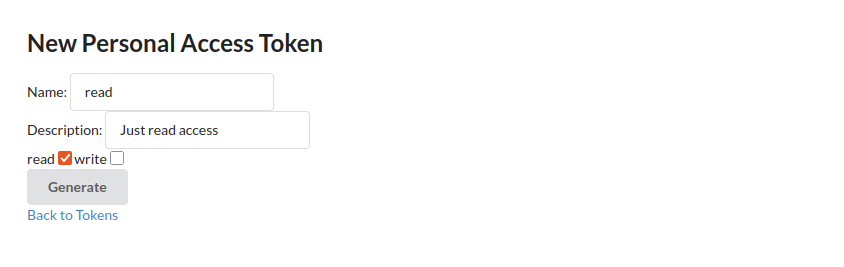 New Personal Access Token
Name: read
Description: Just read access
read write
Generate
Back to Tokens